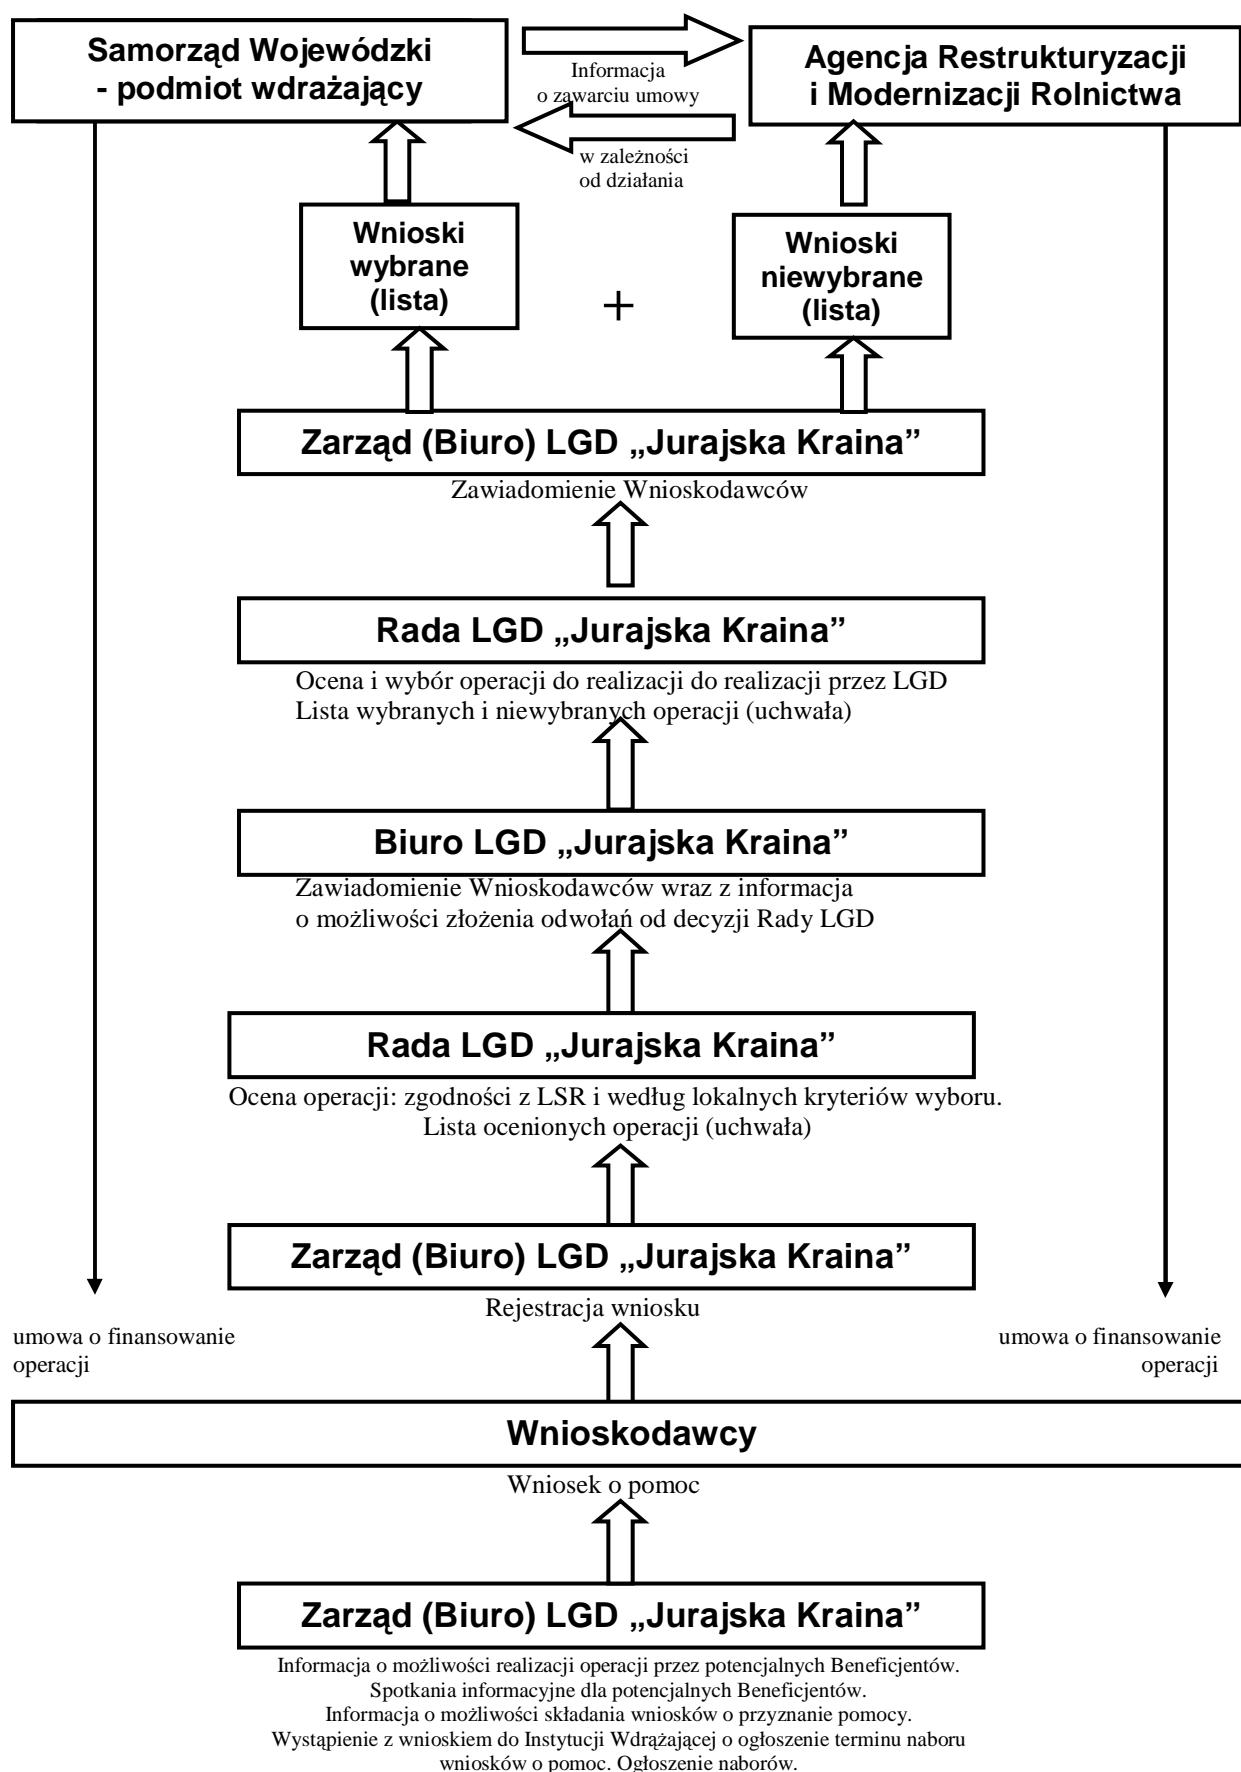 Samorząd Wojewódzki
- podmiot wdrażający
Informacja
o zawarciu umowy
Agencja Restrukturyzacji
i Modernizacji Rolnictwa
w zależności
od działania
Wnioski
wybrane
(lista)
+
Wnioski
niewybrane
(lista)
Zarząd (Biuro) LGD „Jurajska Kraina”
Zawiadomienie Wnioskodawców
Rada LGD „Jurajska Kraina”
Ocena i wybór operacji do realizacji do realizacji przez LGD
Lista wybranych i niewybranych operacji (uchwała)
Biuro LGD „Jurajska Kraina”
Zawiadomienie Wnioskodawców wraz z informacja
o możliwości złożenia odwołań od decyzji Rady LGD
Rada LGD „Jurajska Kraina”
Ocena operacji: zgodności z LSR i według lokalnych kryteriów wyboru.
Lista ocenionych operacji (uchwała)
Zarząd (Biuro) LGD „Jurajska Kraina”
Rejestracja wniosku
umowa o finansowanie
operacji
umowa o finansowanie
operacji
Wnioskodawcy
Wniosek o pomoc
Zarząd (Biuro) LGD „Jurajska Kraina”
Informacja o możliwości realizacji operacji przez potencjalnych Beneficjentów.
Spotkania informacyjne dla potencjalnych Beneficjentów.
Informacja o możliwości składania wniosków o przyznanie pomocy.
Wystąpienie z wnioskiem do Instytucji Wdrążającej o ogłoszenie terminu naboru
wniosków o pomoc. Ogłoszenie naborów.